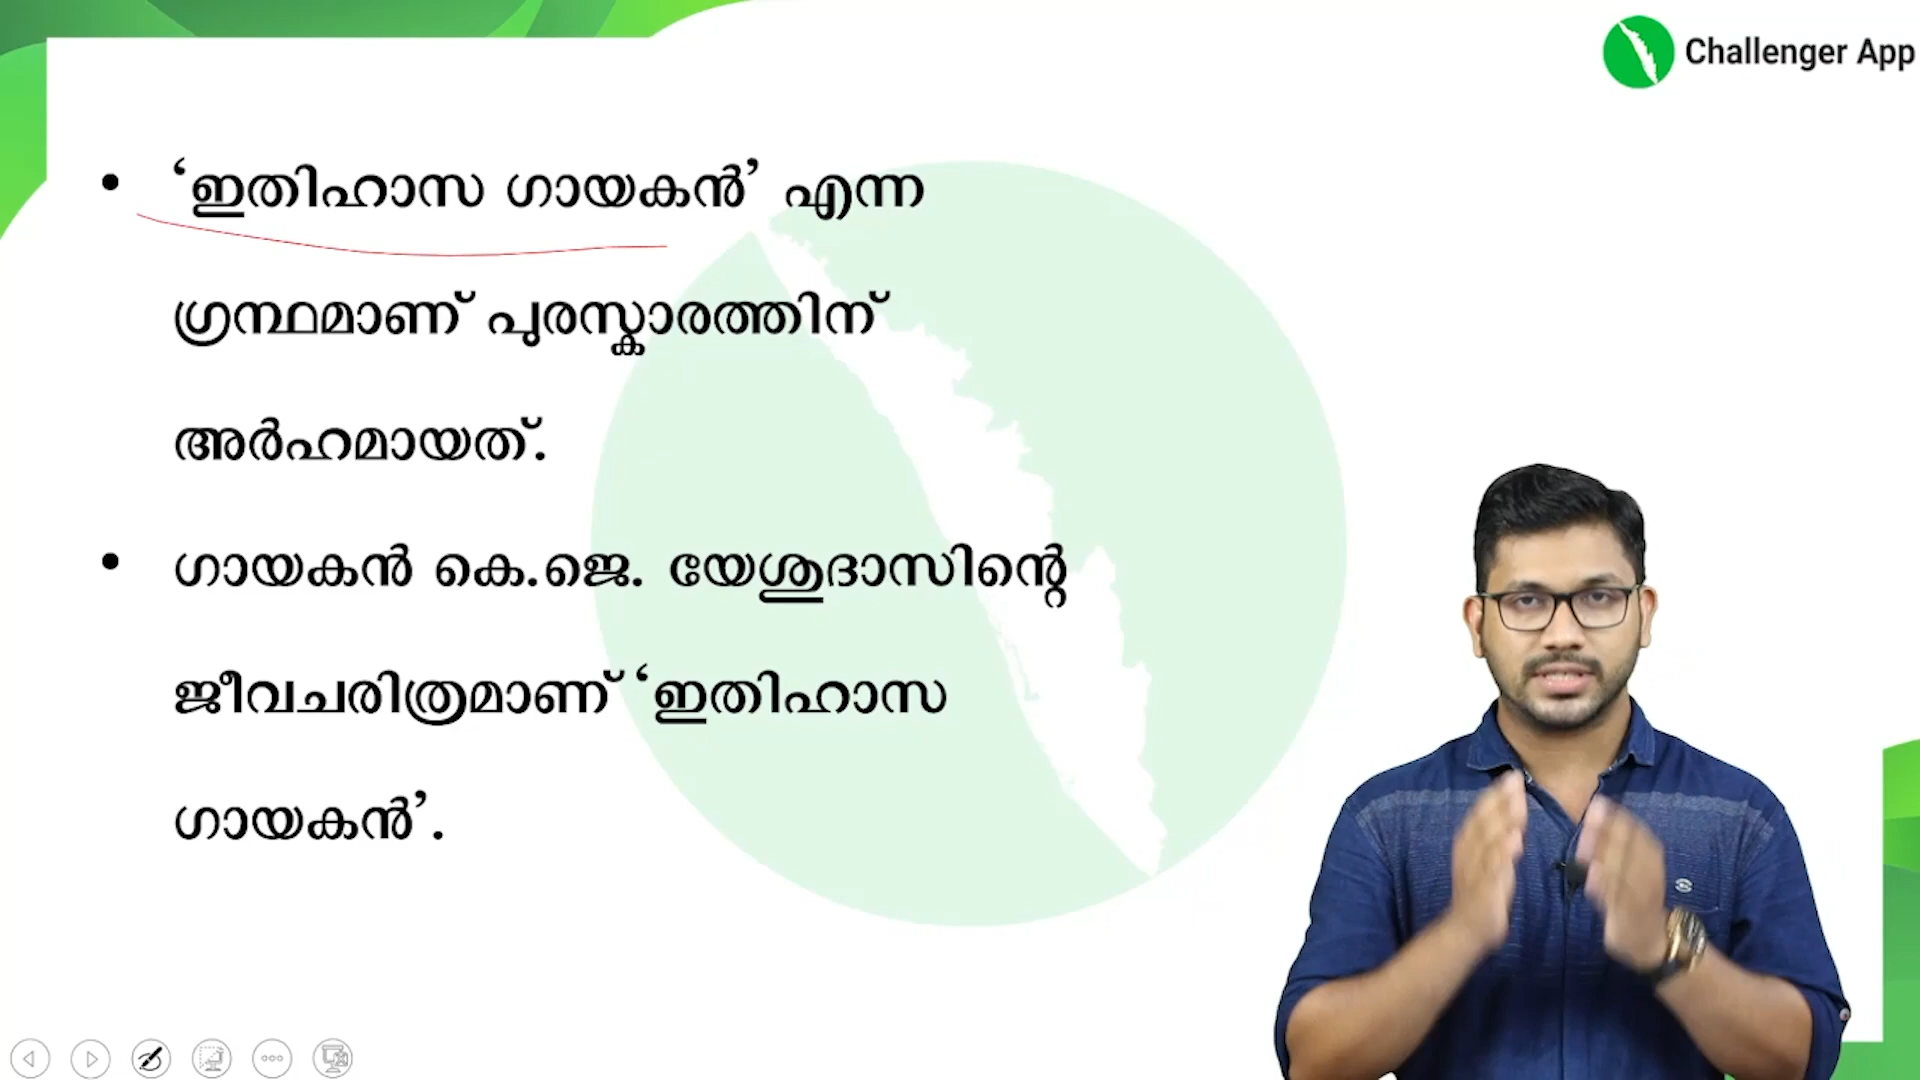 Challenger App
• ‘ഇതിഹാസ ഗായകൻ’ എന്ന
ഗ്രന്ഥമാണ് പുരസ്കാരത്തിന്
അർഹമായത്.
• ഗായകൻ കെ.ജെ. യേശുദാസിന്റെ
ജീവചരിത്രമാണ് ‘ഇതിഹാസ
ഗായകൻ’.